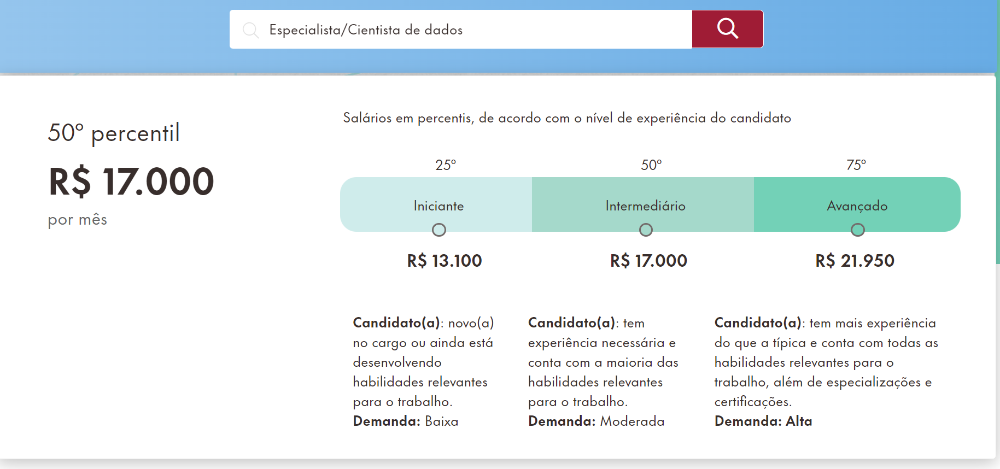 Especialista/Cientista de dados
50º percentil
R$ 17.000
por mês
Salários em percentis, de acordo com o nível de experiência do candidato
25º 50º 75º
Iniciante Intermediário Avançado
R$ 13.100 R$ 17.000 R$ 21.950
Candidato(a): novo(a)
no cargo ou ainda está
desenvolvendo
habilidades relevantes
para o trabalho.
Demanda: Baixa
Candidato(a): tem
experiência necessária e
conta com a maioria das
habilidades relevantes
para o trabalho.
Demanda: Moderada
Candidato(a): tem mais experiência
do que a típica e conta com todas as
habilidades relevantes para o
trabalho, além de especializações e
certificações.
Demanda: Alta